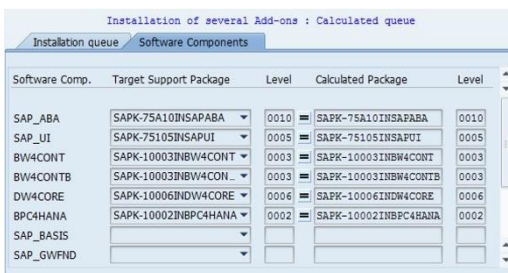 Installation of several Add-ons : Calculated queue
Installation queue Software Components
Software Comp. Target Support Package Level Calculated Package Level
SAP_ABA SAPK-75A10INSAPABA 0010 = SAPK-75A10INSAPABA 0010
SAP_UI SAPK-75105INSAPUI 0005 = SAPK-75105INSAPUI 0005
BW4CONT SAPK-10003INBW4CONT 0003 = SAPK-10003INBW4CONT 0003
BW4CONTB SAPK-10003INBW4CON... 0003 = SAPK-10003INBW4CONTB 0003
DW4CORE SAPK-10006INDW4CORE 0006 = SAPK-10006INDW4CORE 0006
BPC4HANA SAPK-10002INBPC4HANA 0002 = SAPK-10002INBPC4HANA 0002
SAP_BASIS
SAP_GWFND